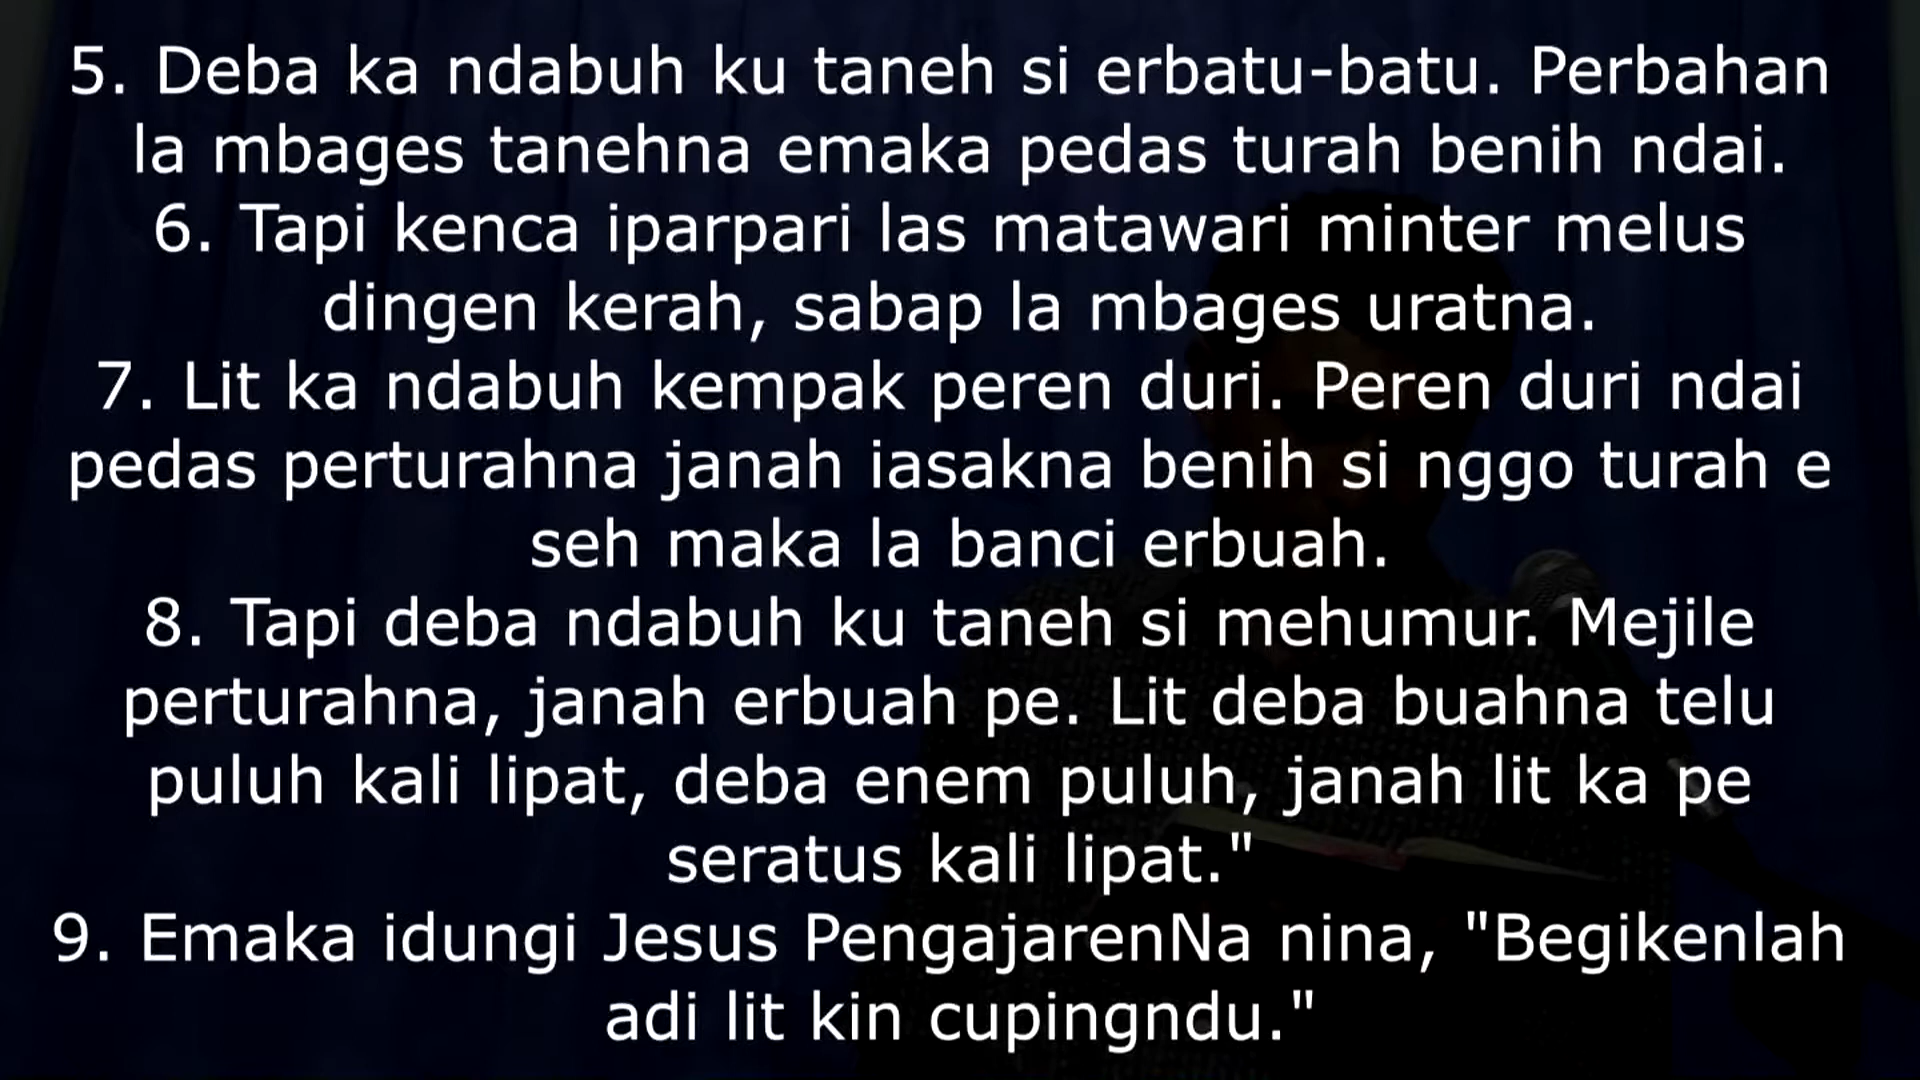 5. Deba ka ndabuh ku taneh si erbatu-batu. Perbahan
la mbages tanehna emaka pedas turah benih ndai.
6. Tapi kenca iparpari las matawari minter melus
dingen kerah, sabap la mbages uratna.
7. Lit ka ndabuh kempak peren duri. Peren duri ndai
pedas perturahna janah iasakna benih si nggo turah e
seh maka la banci erbuah.
8. Tapi deba ndabuh ku taneh si mehumur. Mejile
perturahna, janah erbuah pe. Lit deba buahna telu
puluh kali lipat, deba enem puluh, janah lit ka pe
seratus kali lipat."
9. Emaka idungi Jesus PengajarenNa nina, "Begikenlah
adi lit kin cupingndu."